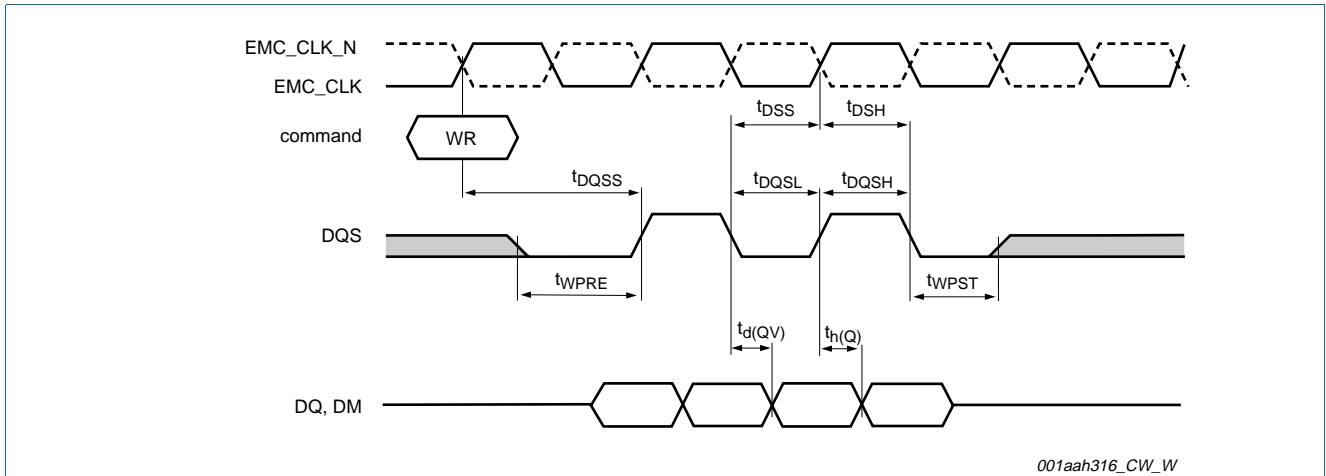 EMC_CLK_N
EMC_CLK
tDSS
tDSH
command
WR
tDQSS
tDQSL
tDQSH
DQS
tWPRE
tWPST
td(QV)
th(Q)
DQ, DM
001aah316_CW_W